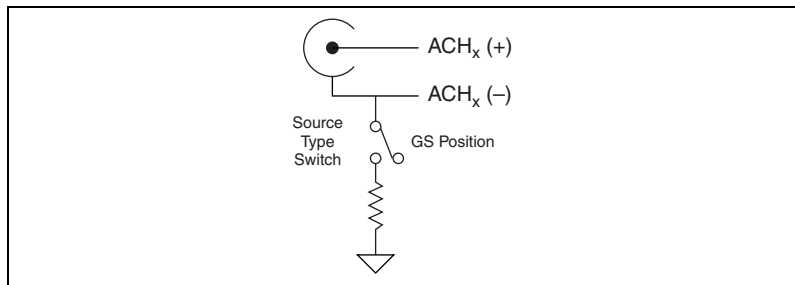 ACHx (+)
ACHx (–)
Source
Type
Switch
GS Position